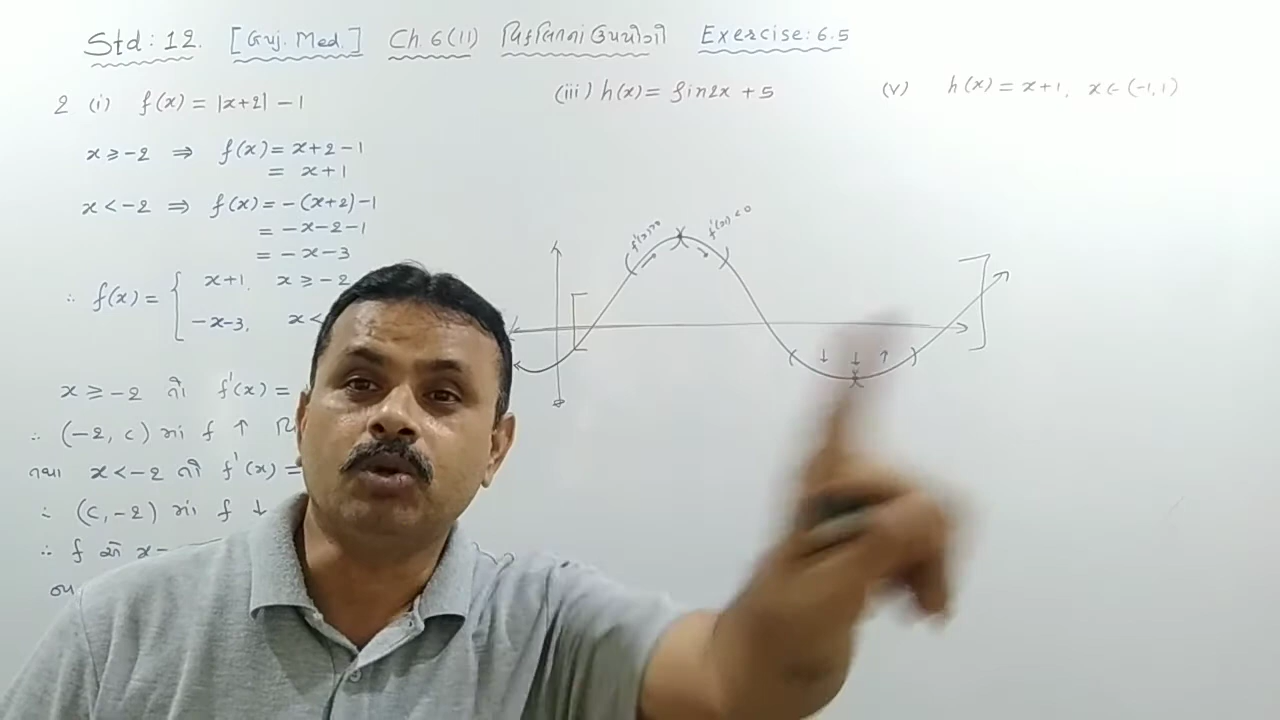 Std: 12. [Guj. Med.] Ch. 6 (11) વિકલિતના ઉપયોગો Exercise: 6.5
2 (i) f(x) = |x+2| - 1
x ≥ -2 ⇒ f(x) = x+2-1
= x+1
x < -2 ⇒ f(x) = -(x+2)-1
= -x-2-1
= -x-3
∴ f(x) = { x+1, x ≥ -2
-x-3, x <
x ≥ -2 તો f'(x) =
∴ (-2, c) માં f ↑
તથા x < -2 તો f'(x) =
∴ (c, -2) માં f ↓
∴ f એ x-
(iii) h(x) = sin2x + 5
f'(x)>0
f'(x)<0
(v) h(x) = x+1, x ∈ (-1, 1)